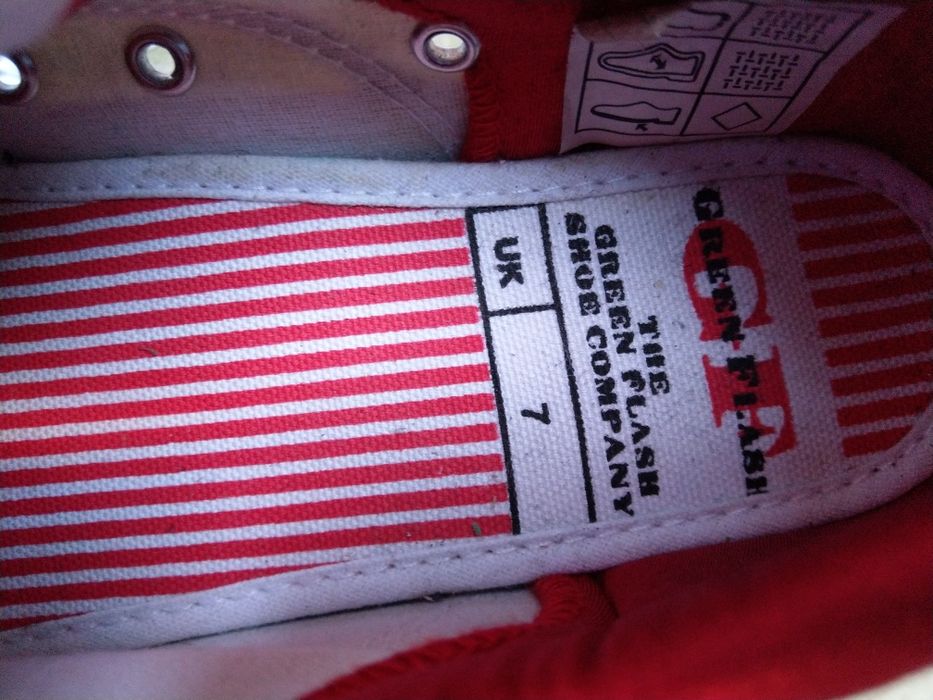 GREEN FLASH
GF
THE
GREEN FLASH
SHOE COMPANY
UK
7